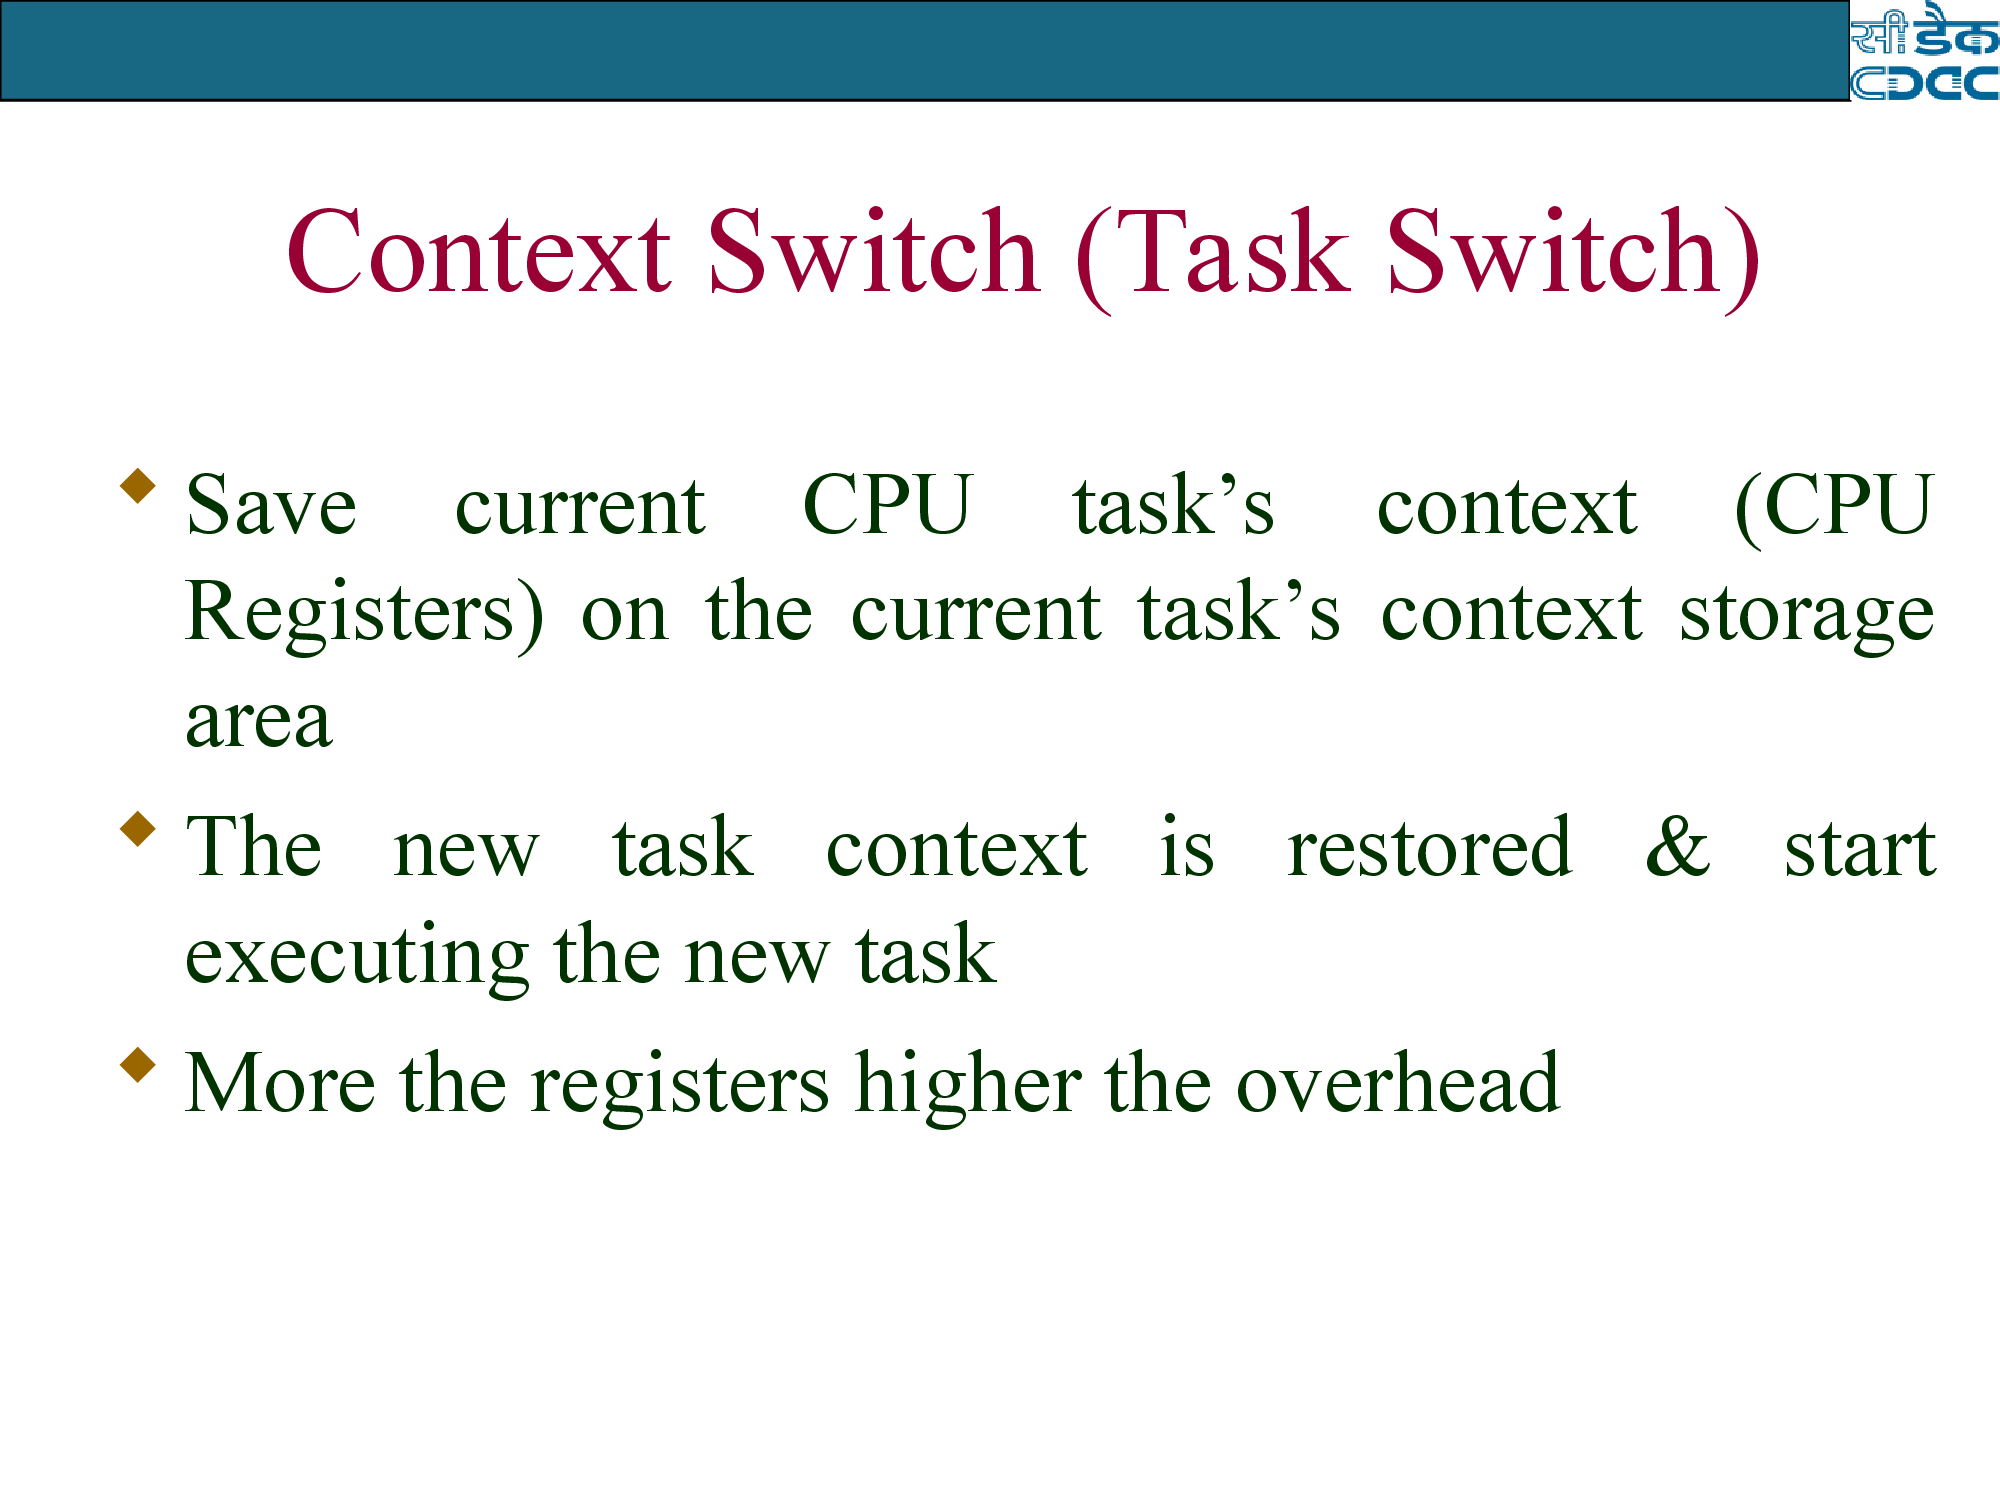 सी डैक
CDAC
Context Switch (Task Switch)
Save current CPU task’s context (CPU
Registers) on the current task’s context storage
area
The new task context is restored & start
executing the new task
More the registers higher the overhead